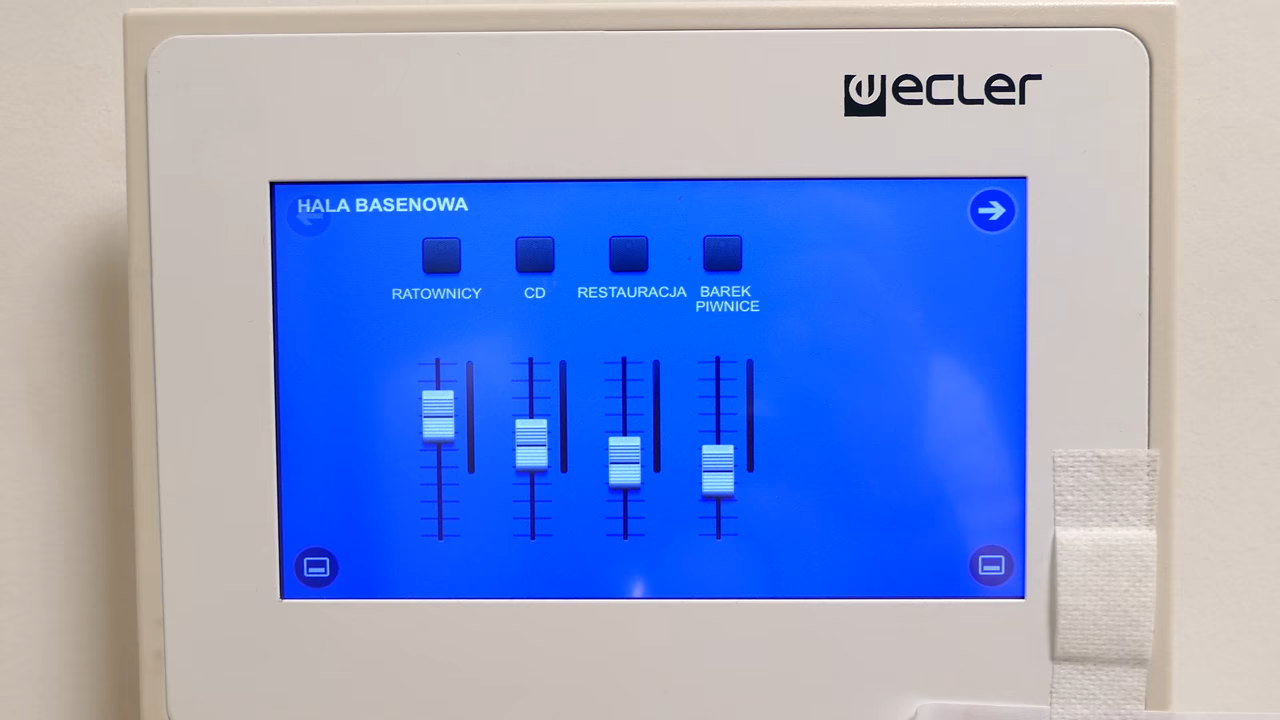 ecler
HALA BASENOWA
RATOWNICY
CD
RESTAURACJA
BAREK
PIWNICE